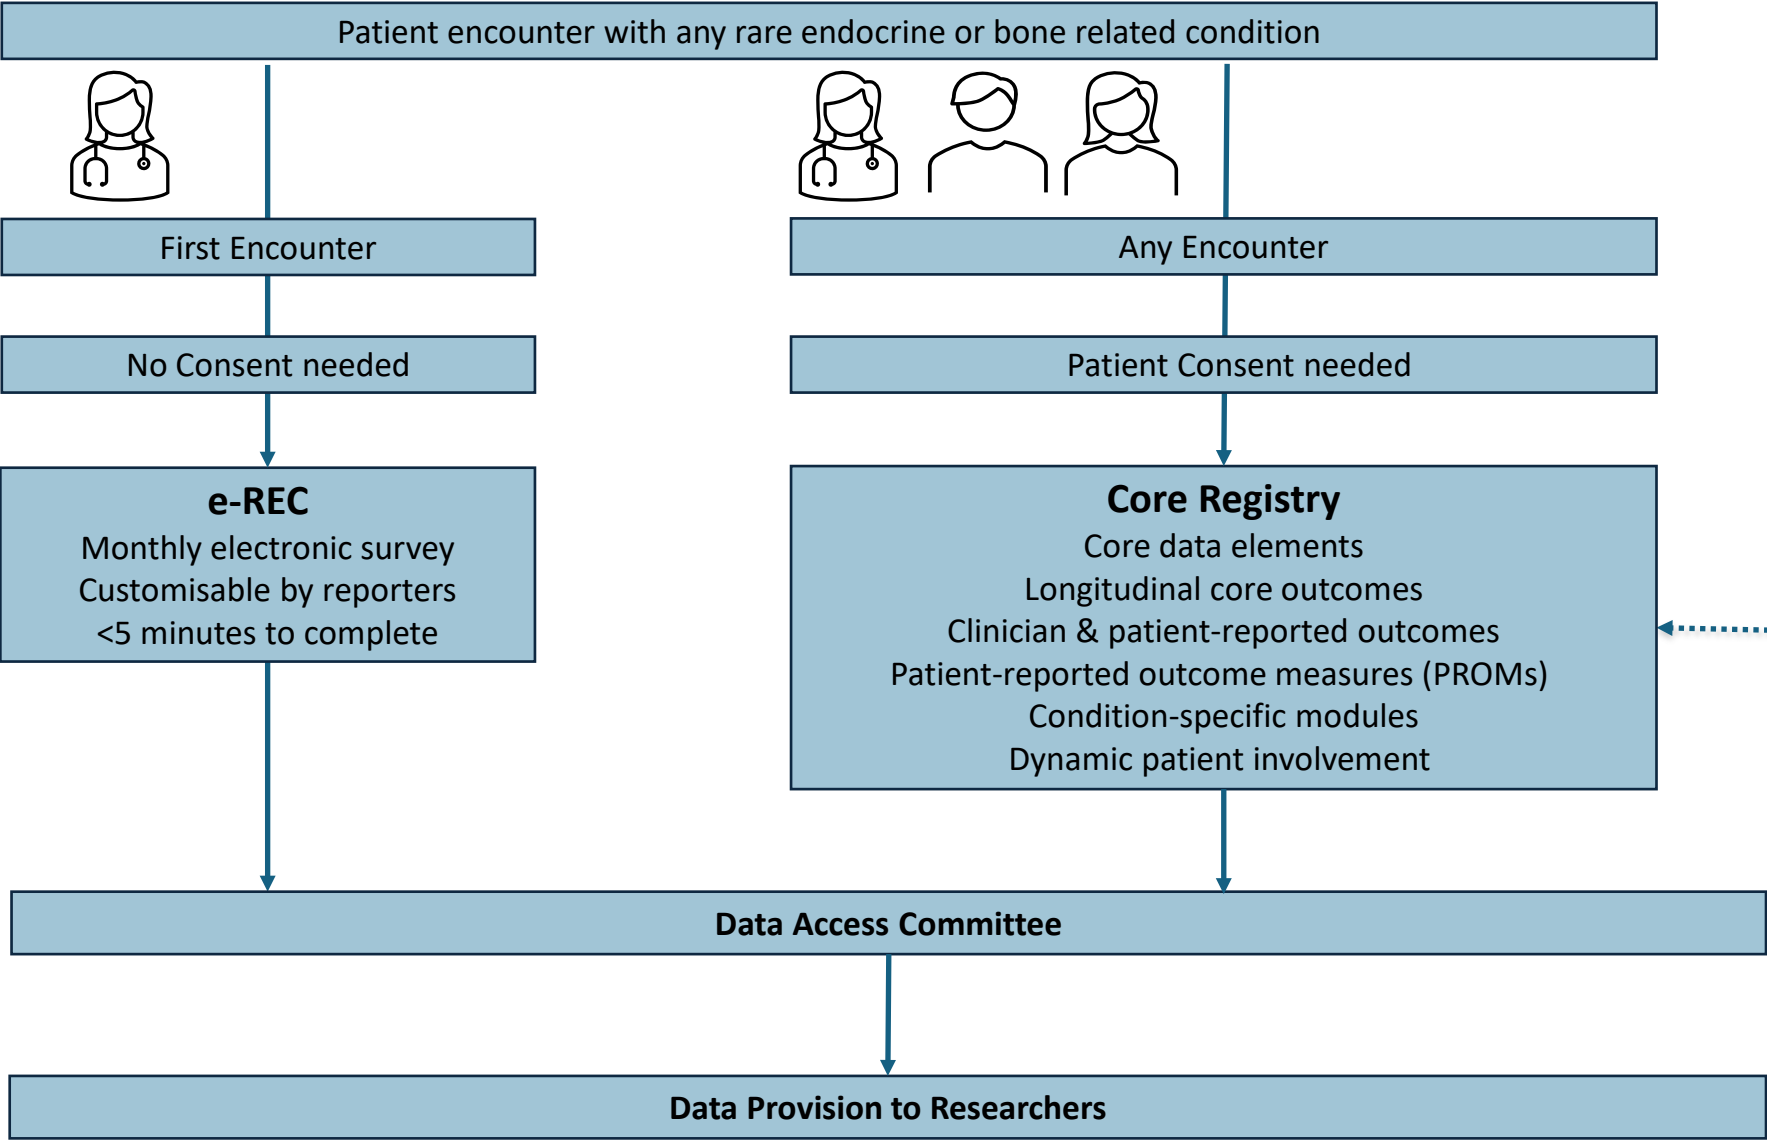 Patient encounter with any rare endocrine or bone related condition
First Encounter
No Consent needed
e-REC
Monthly electronic survey
Customisable by reporters
<5 minutes to complete
Any Encounter
Patient Consent needed
Core Registry
Core data elements
Longitudinal core outcomes
Clinician & patient-reported outcomes
Patient-reported outcome measures (PROMs)
Condition-specific modules
Dynamic patient involvement
Data Access Committee
Data Provision to Researchers